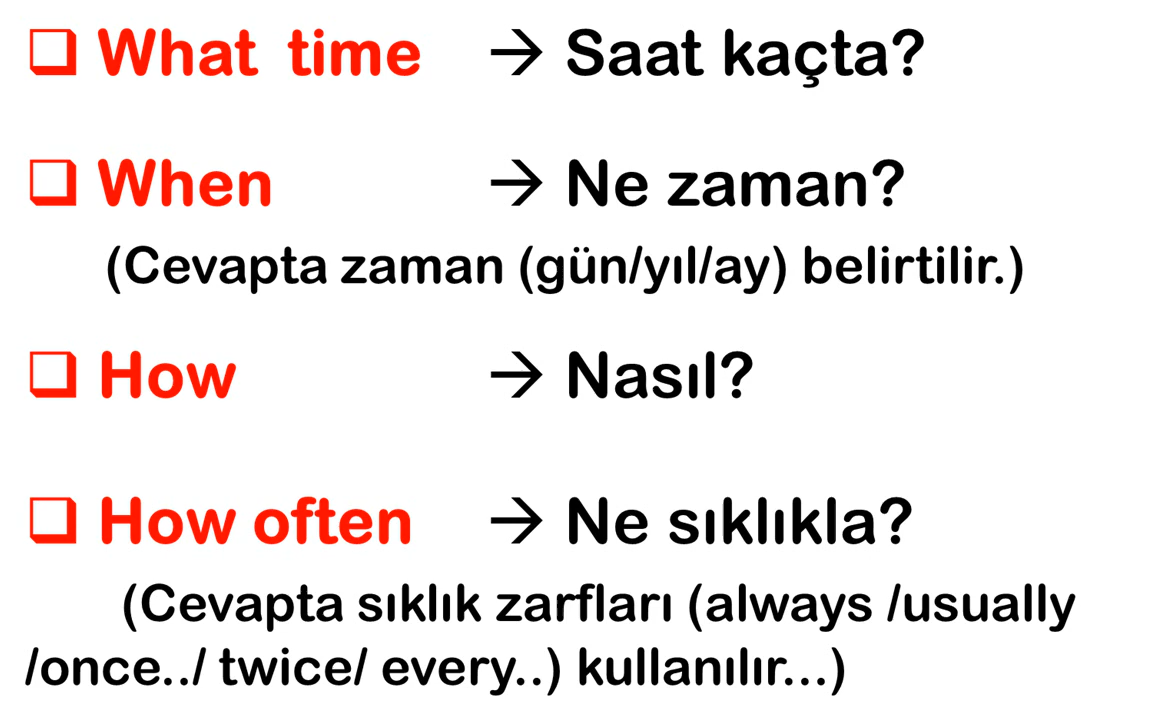 ❑ What time → Saat kaçta?
❑ When → Ne zaman?
(Cevapta zaman (gün/yıl/ay) belirtilir.)
❑ How → Nasıl?
❑ How often → Ne sıklıkla?
(Cevapta sıklık zarfları (always /usually
/once../ twice/ every..) kullanılır...)